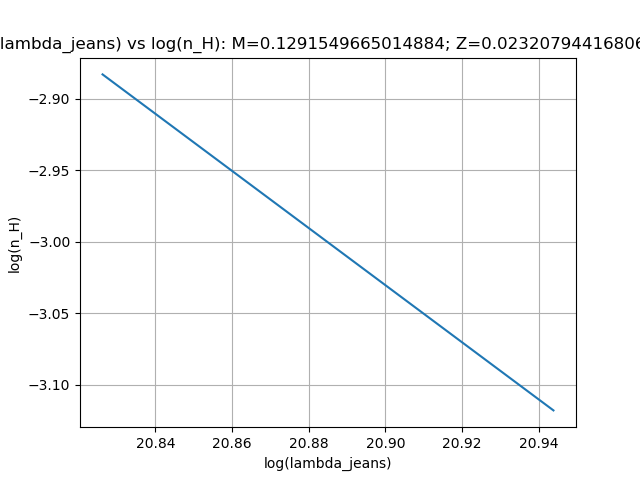 lambda_jeans) vs log(n_H): M=0.1291549665014884; Z=0.02320794416806
−2.90
−2.95
−3.00
−3.05
−3.10
log(n_H)
20.84 20.86 20.88 20.90 20.92 20.94
log(lambda_jeans)